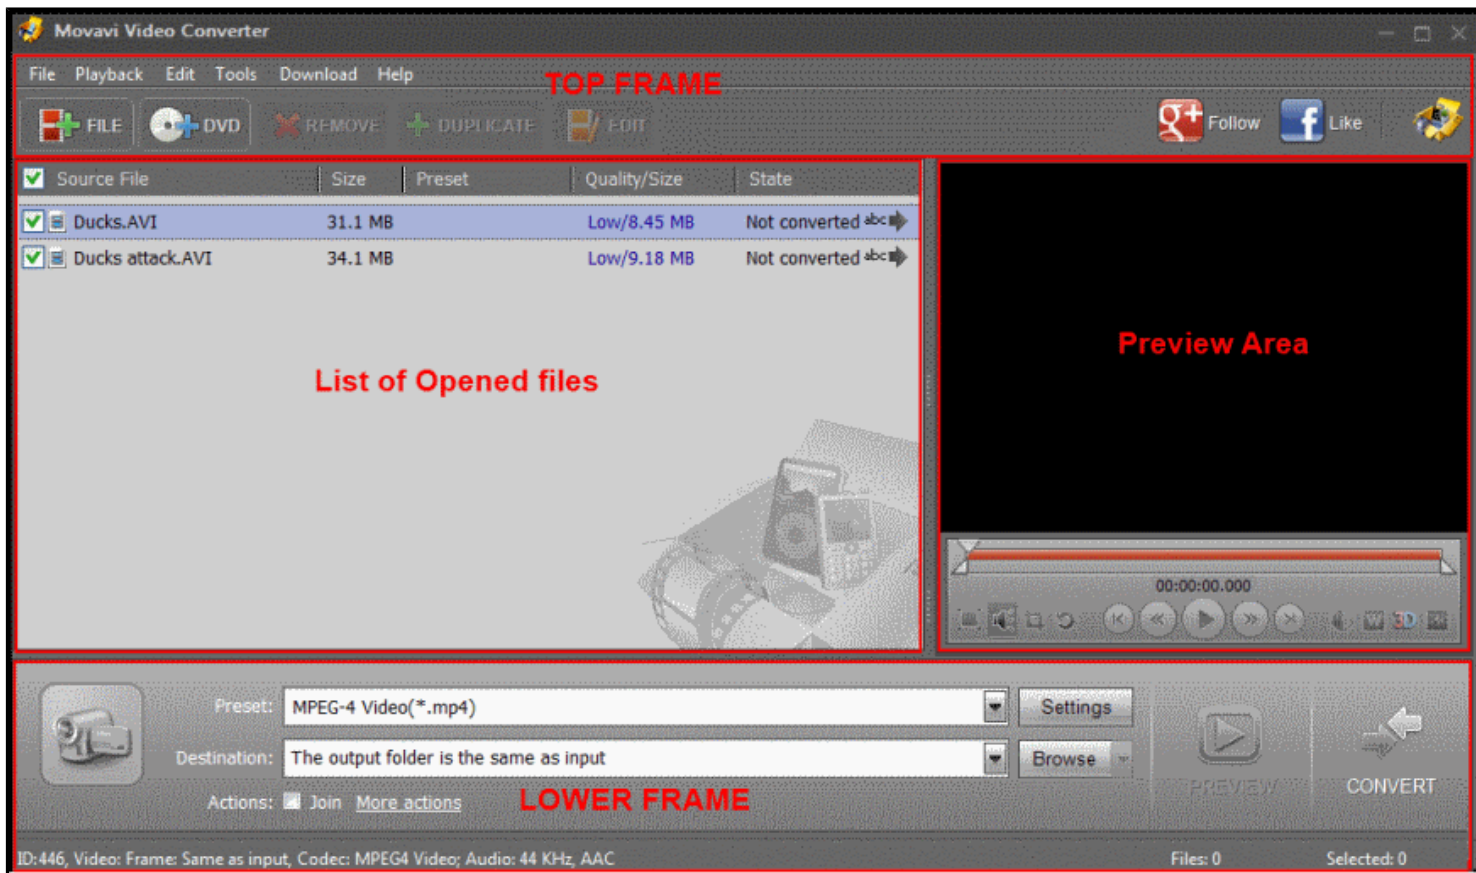 Movavi Video Converter
File Playback Edit Tools Download Help
TOP FRAME
FILE DVD REMOVE DUPLICATE EDIT
g+ Follow f Like
Source File Size Preset Quality/Size State
Ducks.AVI 31.1 MB Low/8.45 MB Not converted abc
Ducks attack.AVI 34.1 MB Low/9.18 MB Not converted abc
List of Opened files
Preview Area
00:00:00.000
W 3D
Preset: MPEG-4 Video(*.mp4) Settings
Destination: The output folder is the same as input Browse
PREVIEW CONVERT
Actions: Join More actions
LOWER FRAME
ID:446, Video: Frame: Same as input, Codec: MPEG4 Video; Audio: 44 KHz, AAC Files: 0 Selected: 0